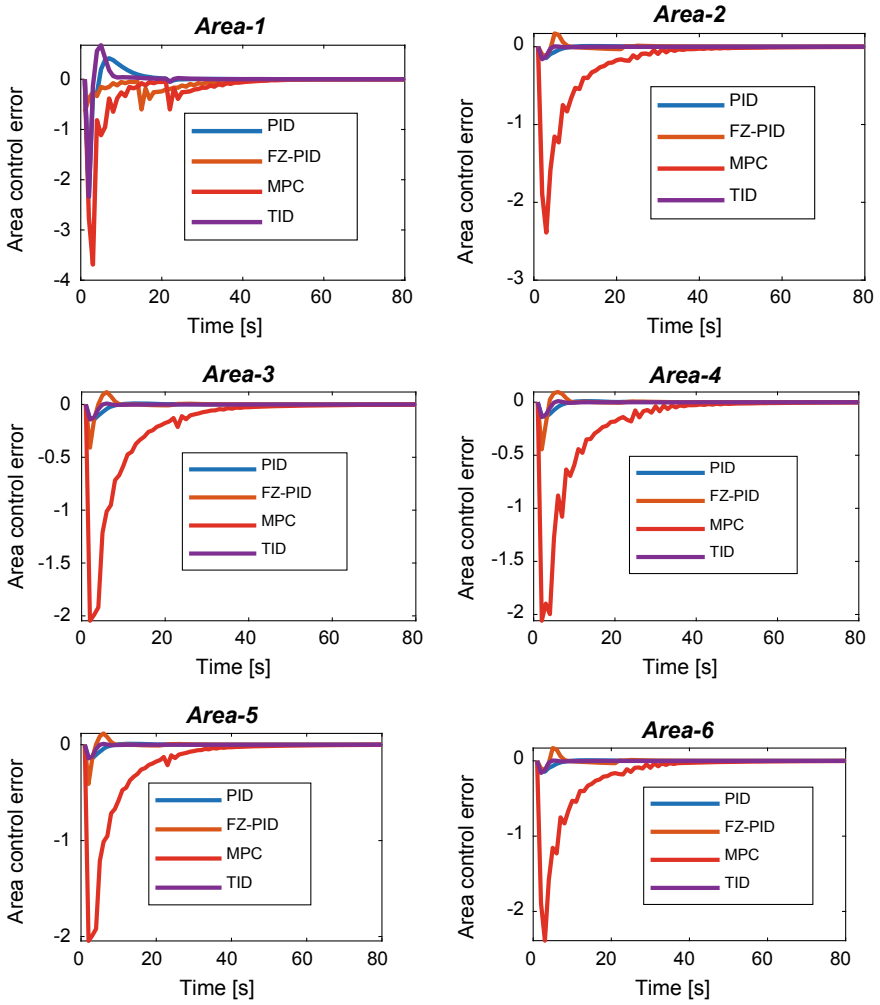 Area-1
Area control error
0
-1
-2
-3
-4
PID
FZ-PID
MPC
TID
0
20
40
60
80
Time [s]
Area-2
Area control error
0
-1
-2
-3
PID
FZ-PID
MPC
TID
0
20
40
60
80
Time [s]
Area-3
Area control error
0
-0.5
-1
-1.5
-2
PID
FZ-PID
MPC
TID
0
20
40
60
80
Time [s]
Area-4
Area control error
0
-0.5
-1
-1.5
-2
PID
FZ-PID
MPC
TID
0
20
40
60
80
Time [s]
Area-5
Area control error
0
-1
-2
PID
FZ-PID
MPC
TID
0
20
40
60
80
Time [s]
Area-6
Area control error
0
-1
-2
PID
FZ-PID
MPC
TID
0
20
40
60
80
Time [s]